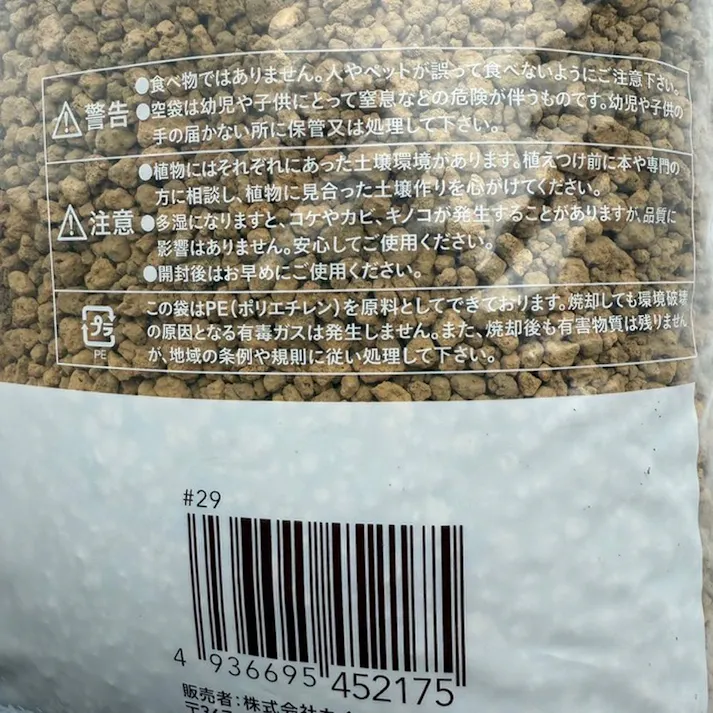 警告
●食べ物ではありません。人やペットが誤って食べないようにご注意下さい。
●空袋は幼児や子供にとって窒息などの危険が伴うものです。幼児や子供の
手の届かない所に保管又は処理して下さい。
注意
●植物にはそれぞれにあった土壌環境があります。植えつけ前に本や専門の
方に相談し、植物に見合った土壌作りを心がけてください。
●多湿になりますと、コケやカビ、キノコが発生することがありますが、品質に
影響はありません。安心してご使用ください。
●開封後はお早めにご使用ください。
プラ
PE
この袋はPE(ポリエチレン)を原料としてできております。焼却しても環境破壊
の原因となる有毒ガスは発生しません。また、焼却後も有害物質は残りません
が、地域の条例や規則に従い処理して下さい。
#29
4 936695 452175
販売者:株式会社
〒367